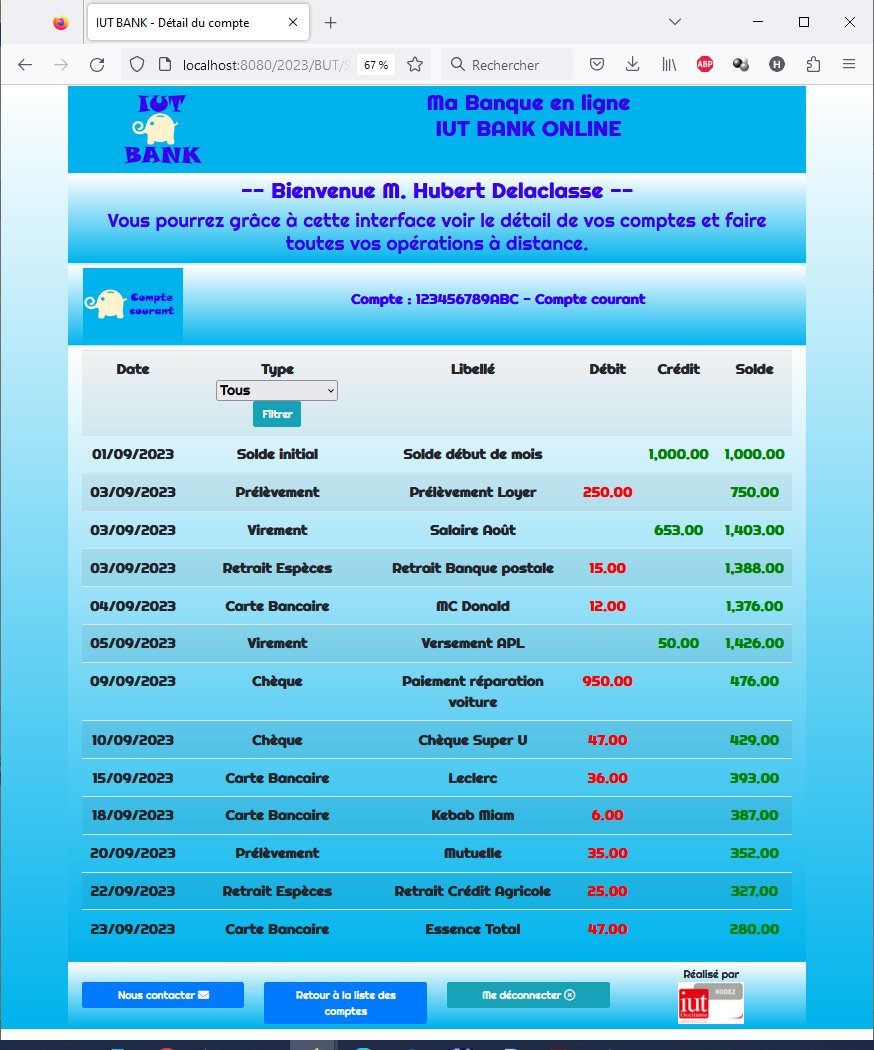 IUT BANK - Détail du compte
localhost:8080/2023/BUT/S
67 %
Rechercher
ABP
H
IUT
BANK
Ma Banque en ligne
IUT BANK ONLINE
-- Bienvenue M. Hubert Delaclasse --
Vous pourrez grâce à cette interface voir le détail de vos comptes et faire
toutes vos opérations à distance.
Compte
courant
Compte : 123456789ABC - Compte courant
Date Type Libellé Débit Crédit Solde
Tous
Filtrer
01/09/2023 Solde initial Solde début de mois 1,000.00 1,000.00
03/09/2023 Prélèvement Prélèvement Loyer 250.00 750.00
03/09/2023 Virement Salaire Août 653.00 1,403.00
03/09/2023 Retrait Espèces Retrait Banque postale 15.00 1,388.00
04/09/2023 Carte Bancaire MC Donald 12.00 1,376.00
05/09/2023 Virement Versement APL 50.00 1,426.00
09/09/2023 Chèque Paiement réparation 950.00 476.00
voiture
10/09/2023 Chèque Chèque Super U 47.00 429.00
15/09/2023 Carte Bancaire Leclerc 36.00 393.00
18/09/2023 Carte Bancaire Kebab Miam 6.00 387.00
20/09/2023 Prélèvement Mutuelle 35.00 352.00
22/09/2023 Retrait Espèces Retrait Crédit Agricole 25.00 327.00
23/09/2023 Carte Bancaire Essence Total 47.00 280.00
Nous contacter
Retour à la liste des
comptes
Me déconnecter
Réalisé par
RODEZ
iut